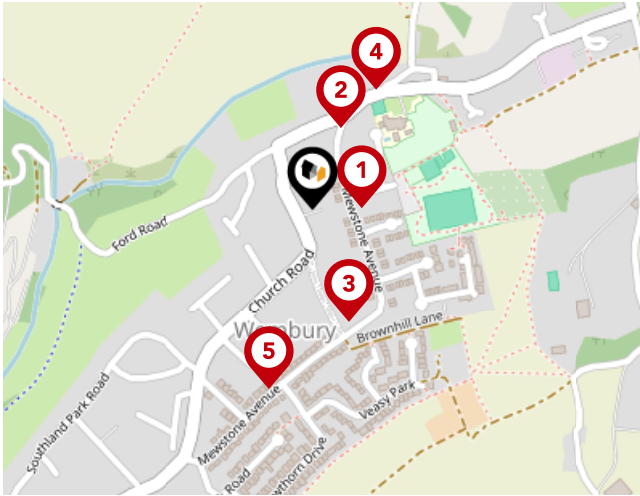 4
2
1
Mewstone Avenue
Ford Road
Church Road
3
Wembury
Brownhill Lane
5
Southland Park Road
Mewstone Avenue
Veasy Park
wthorn Drive
Road